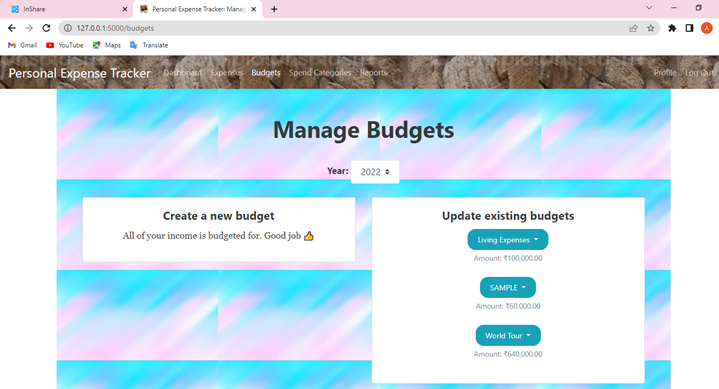 InShare
Personal Expense Tracker: Manag
127.0.0.1:5000/budgets
A
Gmail YouTube Maps Translate
Personal Expense Tracker Dashboard Expenses Budgets Spend Categories Reports Profile Log Out
Manage Budgets
Year: 2022
Create a new budget
All of your income is budgeted for. Good job 👍
Update existing budgets
Living Expenses
Amount: ₹100,000.00
SAMPLE
Amount: ₹60,000.00
World Tour
Amount: ₹640,000.00